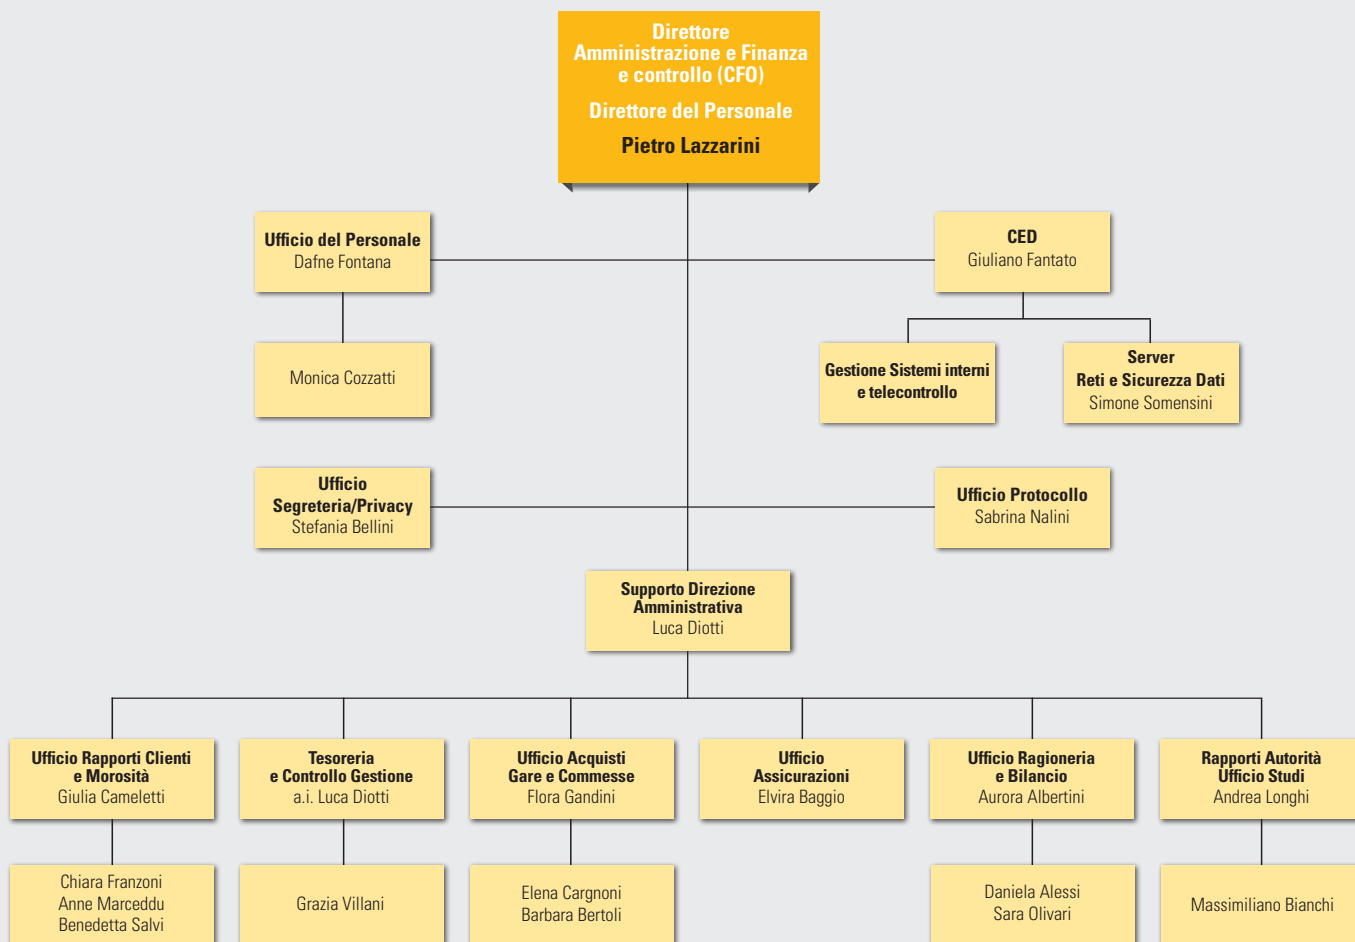 Direttore
Amministrazione e Finanza
e controllo (CFO)
Direttore del Personale
Pietro Lazzarini
Ufficio del Personale
Dafne Fontana
CED
Giuliano Fantato
Monica Cozzatti
Gestione Sistemi interni
e telecontrollo
Server
Reti e Sicurezza Dati
Simone Somensini
Ufficio
Segreteria/Privacy
Stefania Bellini
Ufficio Protocollo
Sabrina Nalini
Supporto Direzione
Amministrativa
Luca Diotti
Ufficio Rapporti Clienti
e Morosità
Giulia Cameletti
Tesoreria
e Controllo Gestione
a.i. Luca Diotti
Ufficio Acquisti
Gare e Commesse
Flora Gandini
Ufficio
Assicurazioni
Elvira Baggio
Ufficio Ragioneria
e Bilancio
Aurora Albertini
Rapporti Autorità
Ufficio Studi
Andrea Longhi
Chiara Franzoni
Anne Marceddu
Benedetta Salvi
Grazia Villani
Elena Cargnoni
Barbara Bertoli
Daniela Alessi
Sara Olivari
Massimiliano Bianchi